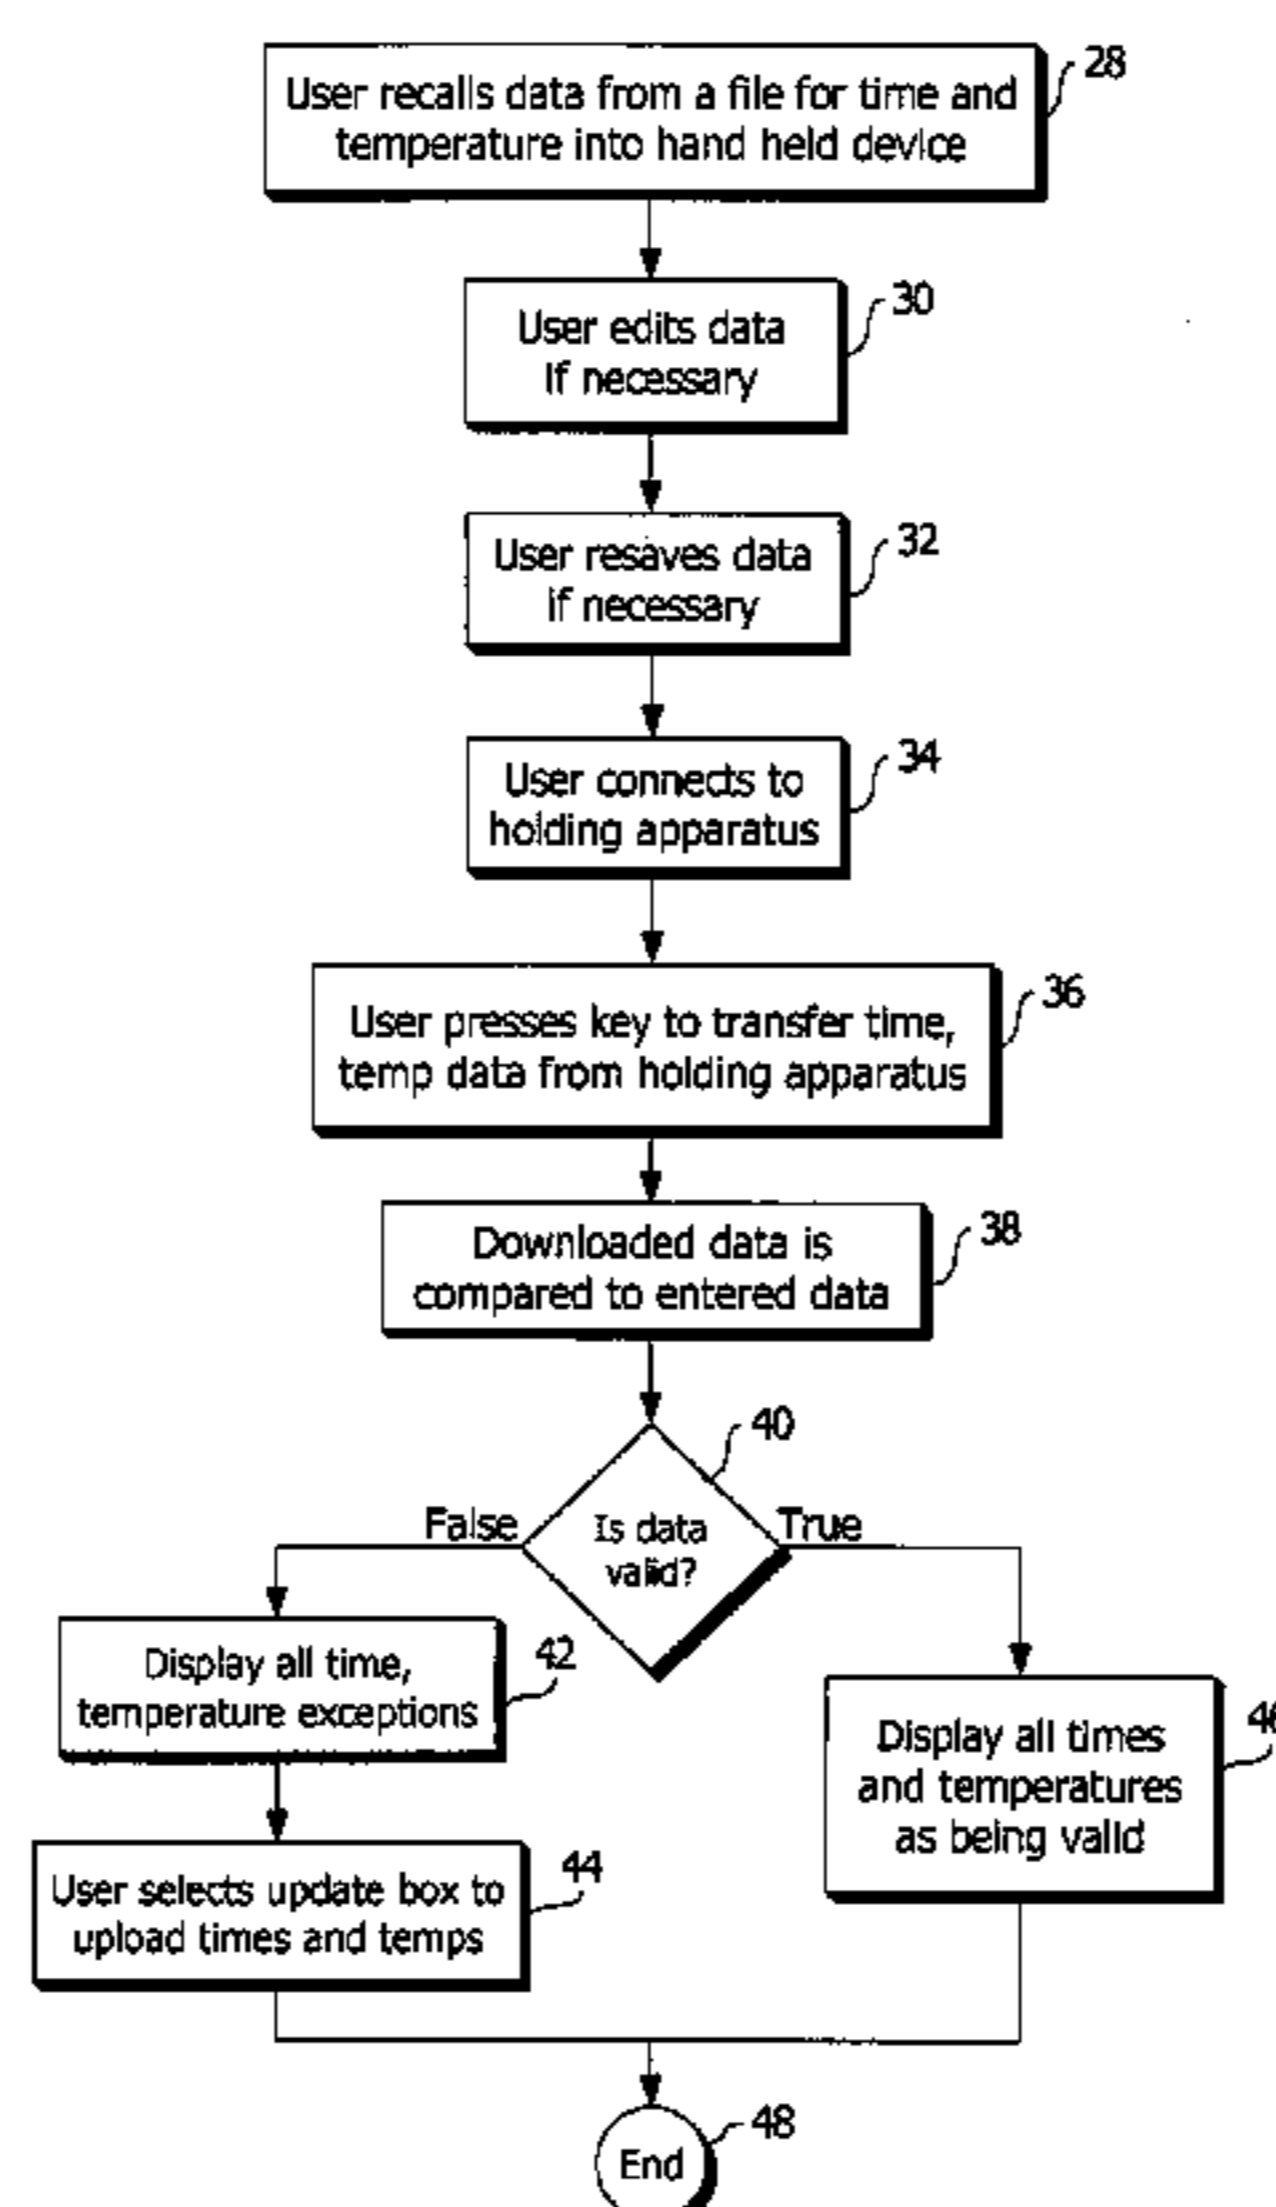 User recalls data from a file for time and
temperature into hand held device
28
User edits data
if necessary
30
User resaves data
if necessary
32
User connects to
holding apparatus
34
User presses key to transfer time,
temp data from holding apparatus
36
Downloaded data is
compared to entered data
38
40
False
Is data
valid?
True
Display all time,
temperature exceptions
42
Display all times
and temperatures
as being valid
User selects update box to
upload times and temps
44
End
48